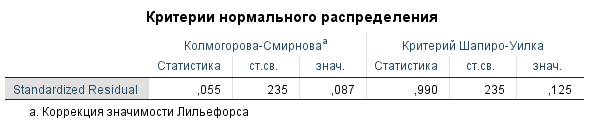 Критерии нормального распределения
Колмогорова-Смирноваa Критерий Шапиро-Уилка
Статистика ст.св. знач. Статистика ст.св. знач.
Standardized Residual ,055 235 ,087 ,990 235 ,125
a. Коррекция значимости Лильефорса